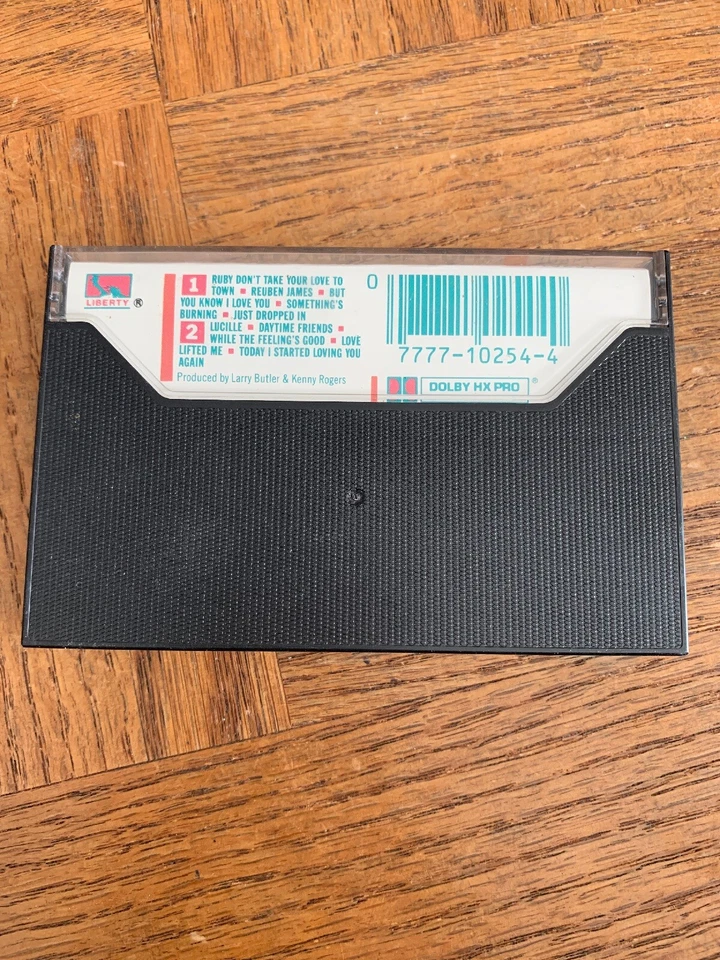 LIBERTY ®
1 RUBY DON'T TAKE YOUR LOVE TO
TOWN ▪ REUBEN JAMES ▪ BUT
YOU KNOW I LOVE YOU ▪ SOMETHING'S
BURNING ▪ JUST DROPPED IN
2 LUCILLE ▪ DAYTIME FRIENDS ▪
WHILE THE FEELING'S GOOD ▪ LOVE
LIFTED ME ▪ TODAY I STARTED LOVING YOU
AGAIN
Produced by Larry Butler & Kenny Rogers
0
7777-10254-4
DOLBY HX PRO ®